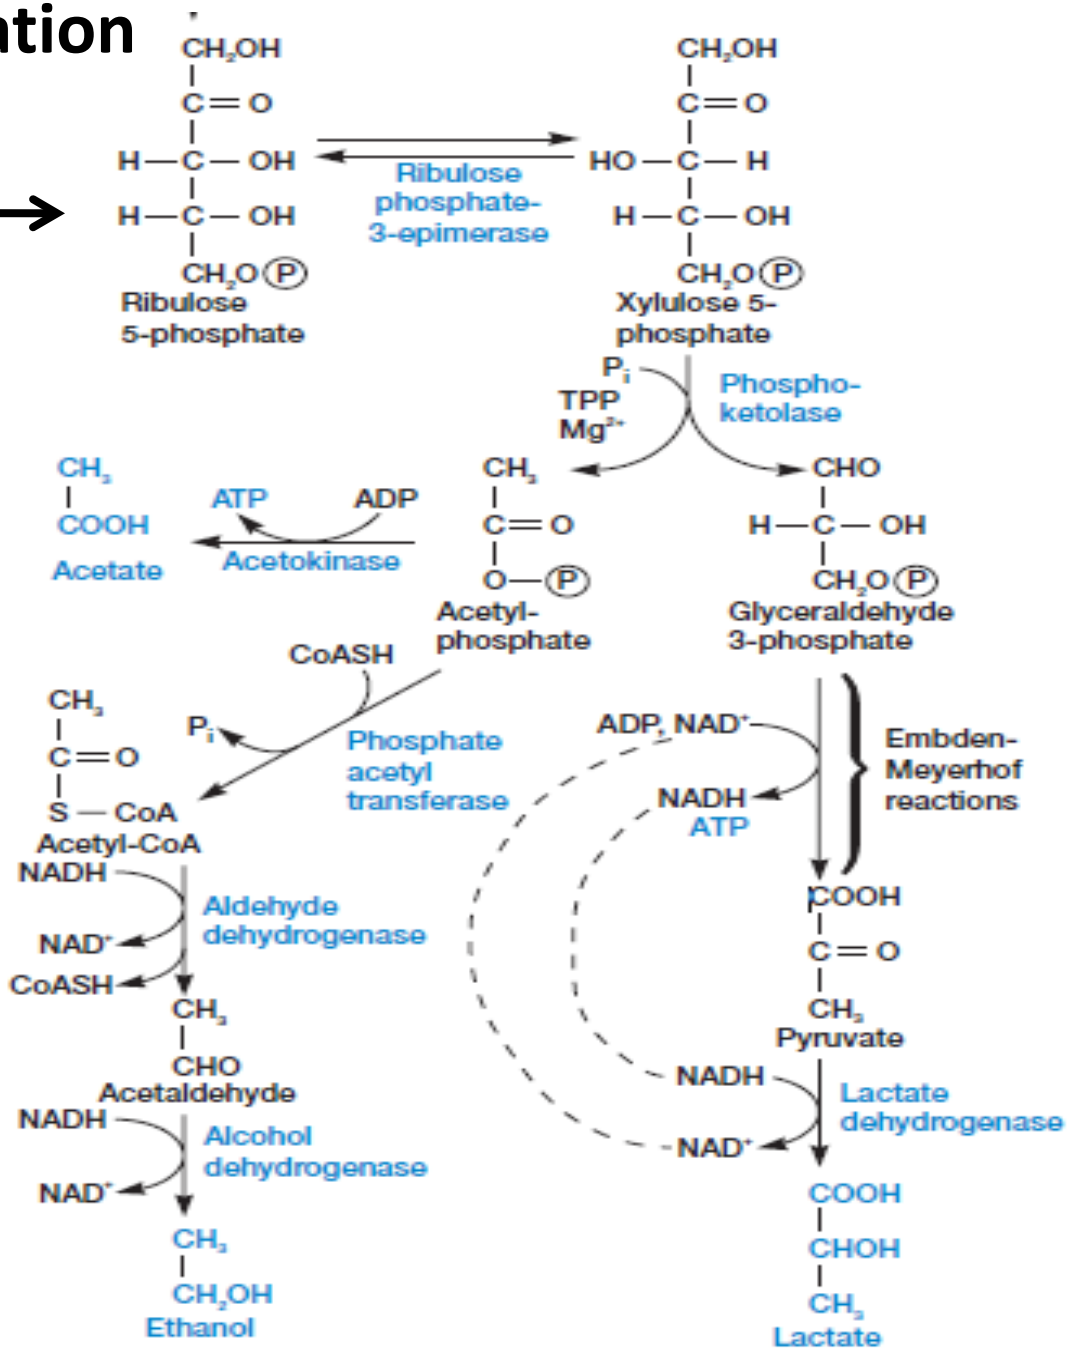 ation
CH₂OH
C=O
H—C—OH
H—C—OH
CH₂O(P)
Ribulose
5-phosphate
Ribulose
phosphate-
3-epimerase
CH₂OH
C=O
HO—C—H
H—C—OH
CH₂O(P)
Xylulose 5-
phosphate
Pᵢ
TPP
Mg²⁺
Phospho-
ketolase
CH₃
COOH
Acetate
ATP
ADP
Acetokinase
CH₃
C=O
O—(P)
Acetyl-
phosphate
CHO
H—C—OH
CH₂O(P)
Glyceraldehyde
3-phosphate
CoASH
Pᵢ
Phosphate
acetyl
transferase
CH₃
C=O
S—CoA
Acetyl-CoA
NADH
NAD⁺
CoASH
Aldehyde
dehydrogenase
CH₃
CHO
Acetaldehyde
NADH
NAD⁺
Alcohol
dehydrogenase
CH₃
CH₂OH
Ethanol
ADP, NAD⁺
NADH
ATP
Embden-
Meyerhof
reactions
COOH
C=O
CH₃
Pyruvate
NADH
NAD⁺
Lactate
dehydrogenase
COOH
CHOH
CH₃
Lactate